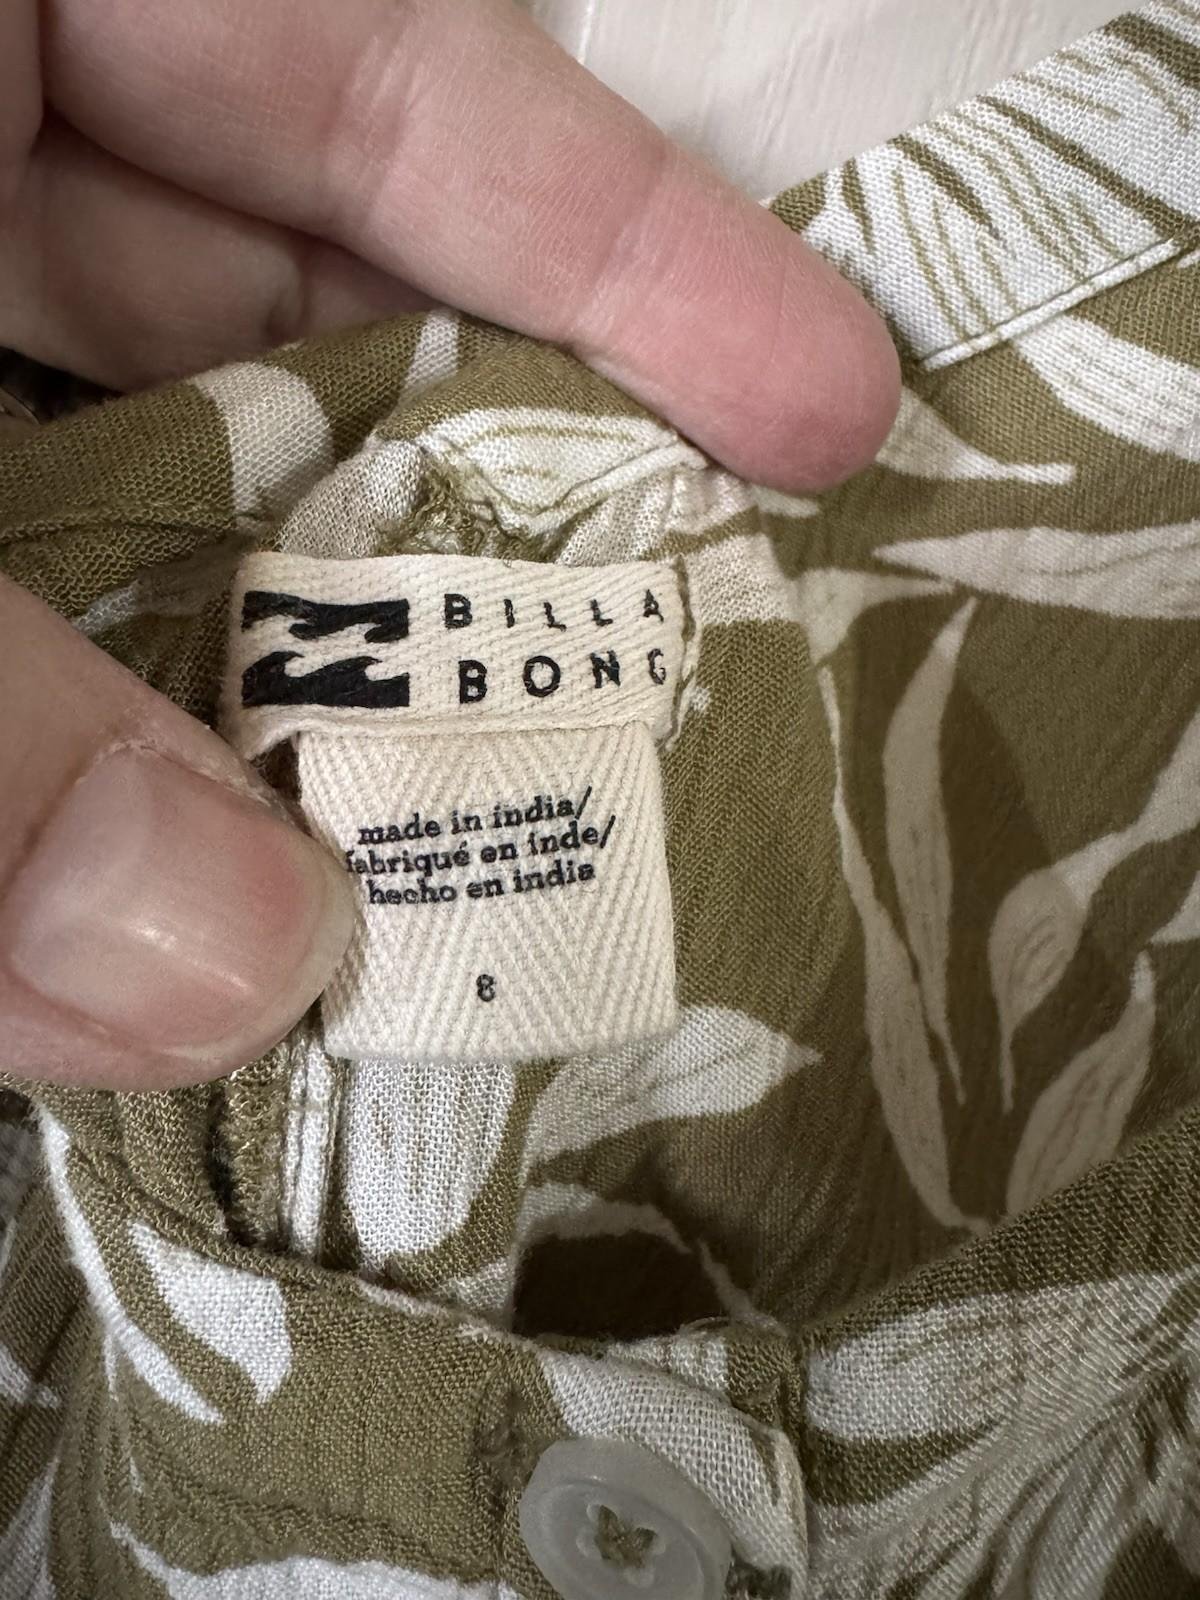 BILLA
BONG
made in india/
fabriqué en inde/
hecho en india
8